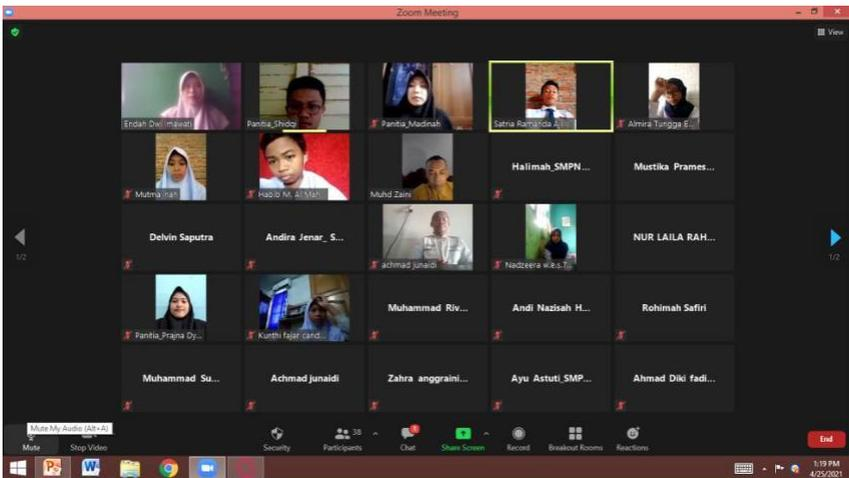 Zoom Meeting
View
Endah Dwi Irmawati
Panitia_Shidqi
Panitia_Madinah
Satria Ramanda A
Almira Tungga E...
Mutma nah
Habib M. Al Mah
Muhd Zaini
Halimah_SMPN...
Mustika Prames...
Delvin Saputra
Andira Jenar_ S...
achmad junaidi
Nadzeera w.e.s.7...
NUR LAILA RAH...
1/2
1/2
Panitia_Prajna Dy...
Kunthi fajar cand...
Muhammad Riv...
Andi Nazisah H...
Rohimah Safiri
Muhammad Su...
Achmad junaidi
Zahra anggraini...
Ayu Astuti_SMP...
Ahmad Diki fadi...
Mute My Audio (Alt+A)
Mute
Stop Video
Security
Participants
38
Chat
Share Screen
Record
Breakout Rooms
Reactions
End
1:19 PM
4/25/2021